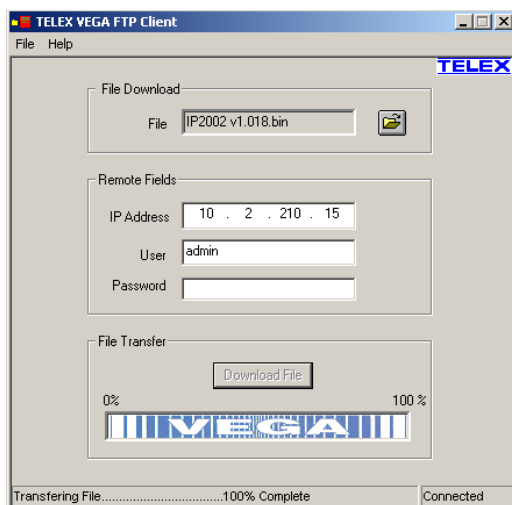 TELEX VEGA FTP Client
File Help
TELEX
File Download
File IP2002 v1.018.bin
Remote Fields
IP Address 10 . 2 . 210 . 15
User admin
Password
File Transfer
Download File
0% 100 %
VEGA
Transfering File..................................100% Complete Connected